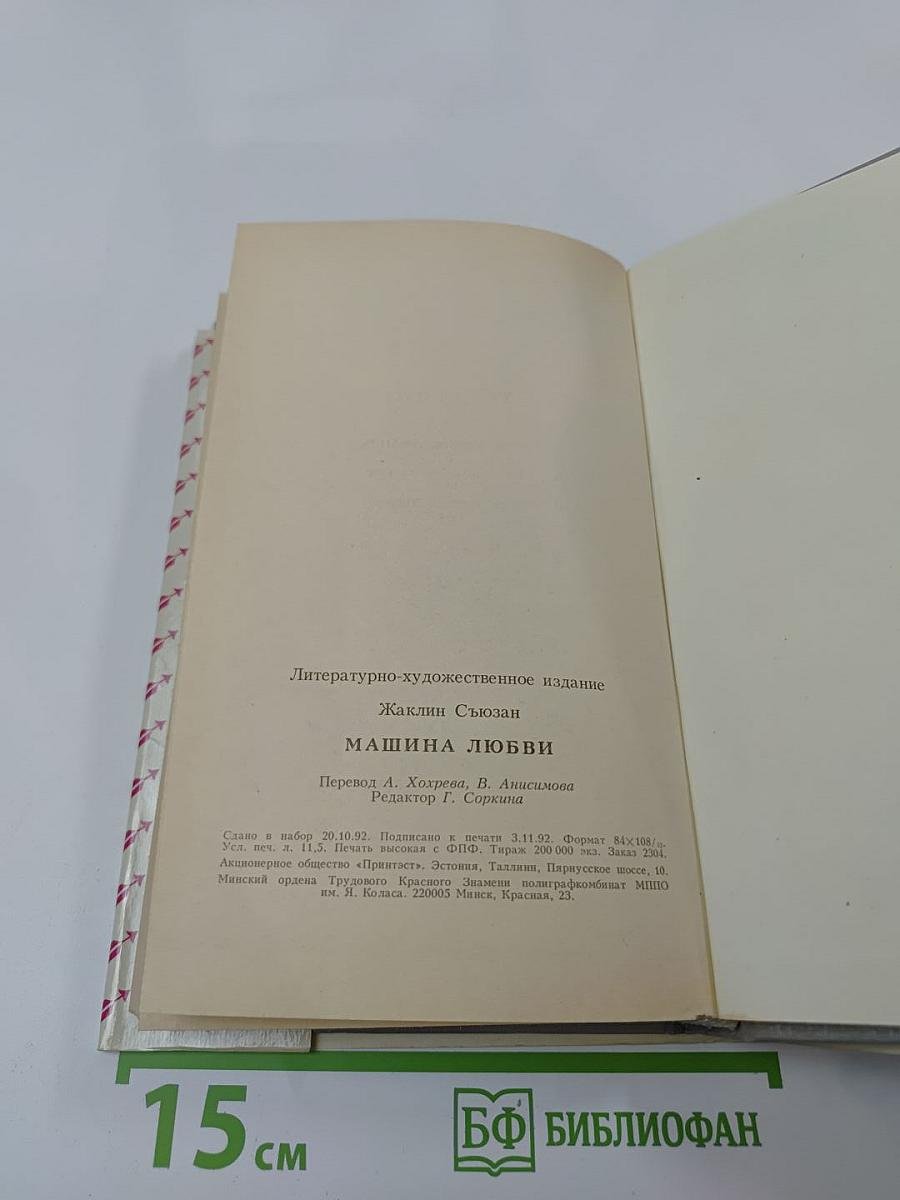 Литературно-художественное издание
Жаклин Съюзан
МАШИНА ЛЮБВИ
Перевод А. Хохрева, В. Анисимова
Редактор Г. Соркина
Сдано в набор 20.10.92. Подписано к печати 3.11.92. Формат 84×108/
Усл. печ. л. 11,5. Печать высокая с ФПФ. Тираж 200 000 экз. Заказ 2304.
Акционерное общество «Принтэст». Эстония, Таллинн, Пярнусское шоссе, 10.
Минский ордена Трудового Красного Знамени полиграфкомбинат МППО
им. Я. Коласа. 220005 Минск, Красная, 23.
15 см
БФ БИБЛИОФАН